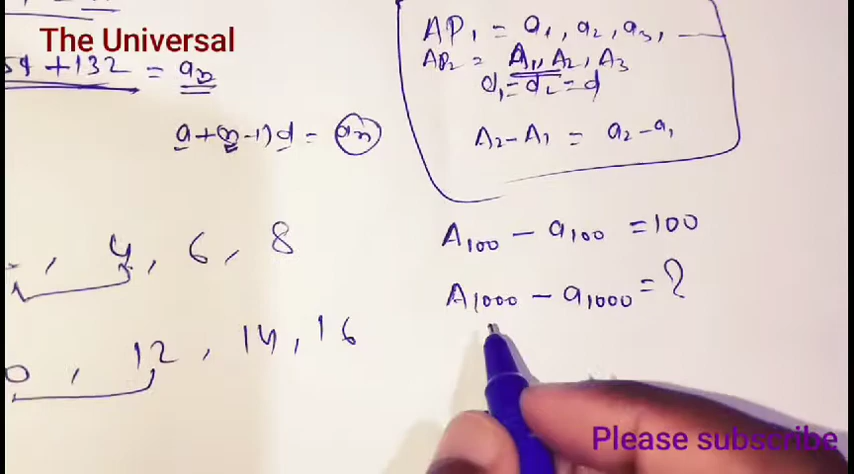 The Universal
+132 = an
a+(n-1)d = an
, 4, 6, 8
0, 12, 14, 16
AP₁ = a₁, a₂, a₃,
AP₂ = A₁, A₂, A₃
d₁=d₂=d
A₂-A₁ = a₂-a₁
A₁₀₀ - a₁₀₀ = 100
A₁₀₀₀ - a₁₀₀₀ = ?
Please subscribe